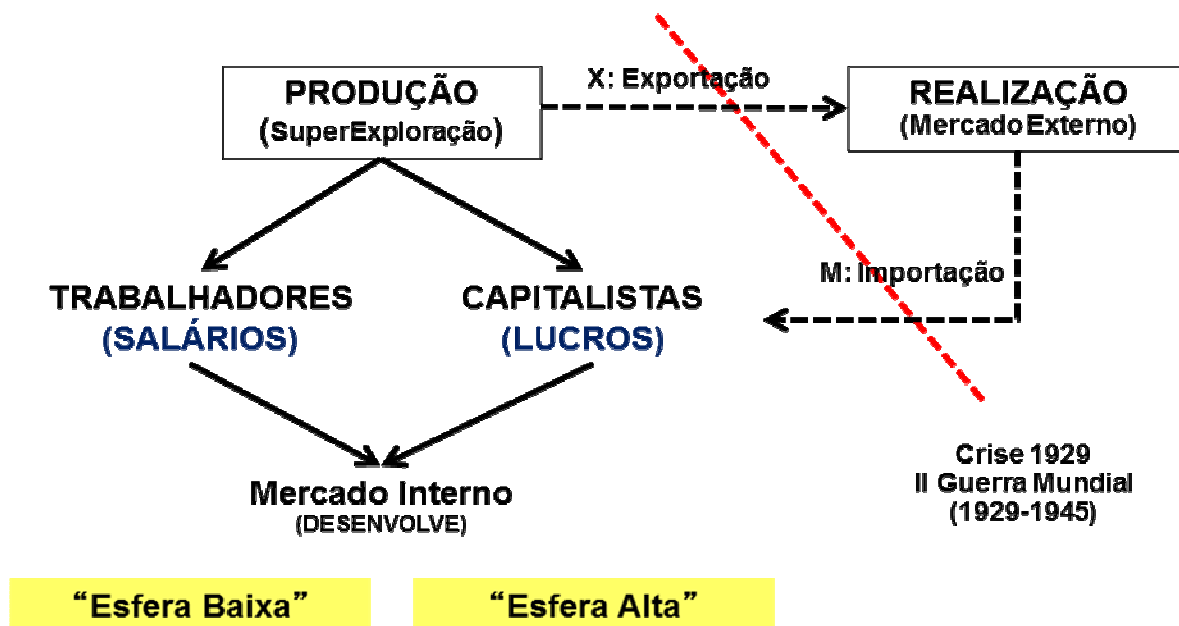 X: Exportação
PRODUÇÃO
(SuperExploração)
REALIZAÇÃO
(Mercado Externo)
M: Importação
TRABALHADORES
(SALÁRIOS)
CAPITALISTAS
(LUCROS)
Mercado Interno
(DESENVOLVE)
Crise 1929
II Guerra Mundial
(1929-1945)
“Esfera Baixa”
“Esfera Alta”